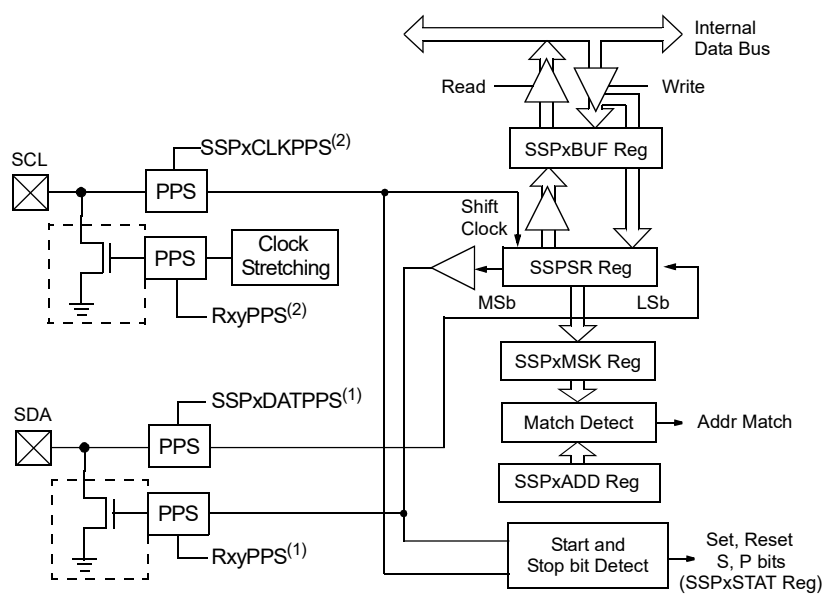 Internal
Data Bus
Read
Write
SSPxBUF Reg
SSPxCLKPPS(2)
SCL
PPS
Shift
Clock
PPS
Clock
Stretching
SSPSR Reg
MSb
LSb
RxyPPS(2)
SSPxMSK Reg
SSPxDATPPS(1)
SDA
PPS
Match Detect
Addr Match
SSPxADD Reg
PPS
RxyPPS(1)
Start and
Stop bit Detect
Set, Reset
S, P bits
(SSPxSTAT Reg)